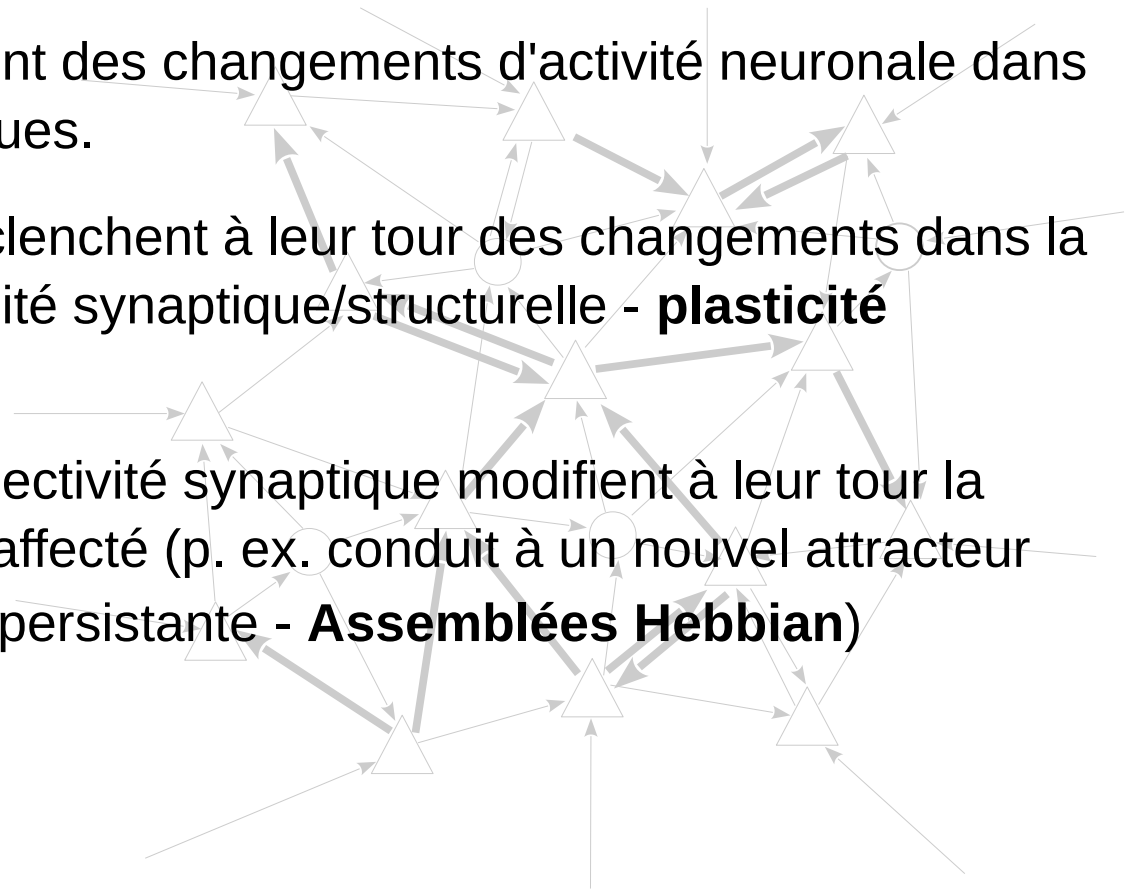 nt des changements d'activité neuronale dans
ues.
clenchent à leur tour des changements dans la
ité synaptique/structurelle - plasticité
ectivité synaptique modifient à leur tour la
affecté (p. ex. conduit à un nouvel attracteur
persistante - Assemblées Hebbian)